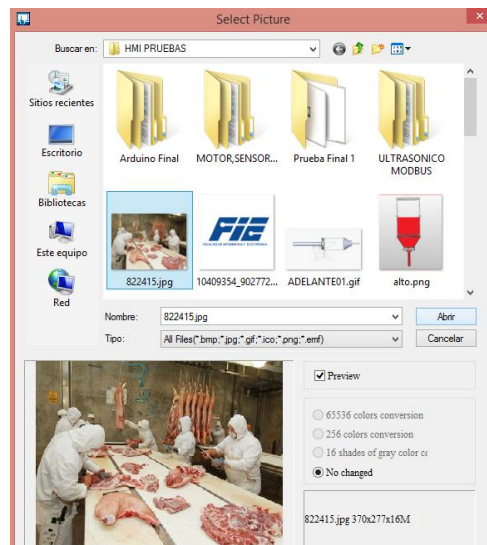 Select Picture
Buscar en: HMI PRUEBAS
Sitios recientes
Escritorio
Bibliotecas
Este equipo
Red
Arduino Final MOTOR,SENSOR... Prueba Final 1 ULTRASONICO
MODBUS
FIE
822415.jpg 10409354_902772... ADELANTE01.gif alto.png
Nombre: 822415.jpg Abrir
Tipo: All Files(*.bmp;*.jpg;*.gif;*.ico;*.png;*.emf) Cancelar
Preview
65536 colors conversion
256 colors conversion
16 shades of gray color cc
No changed
822415.jpg 370x277x16M